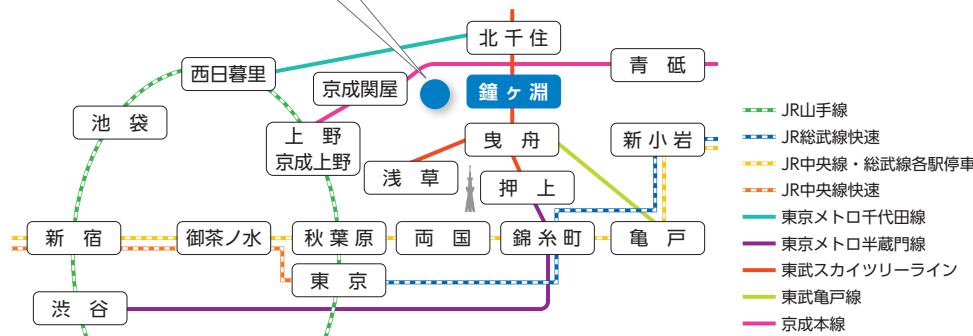 北千住
西日暮里
青砥
京成関屋
鐘ヶ淵
池袋
上野
京成上野
曳舟
新小岩
浅草
押上
新宿
御茶ノ水
秋葉原
両国
錦糸町
亀戸
東京
渋谷
JR山手線
JR総武線快速
JR中央線・総武線各駅停車
JR中央線快速
東京メトロ千代田線
東京メトロ半蔵門線
東武スカイツリーライン
東武亀戸線
京成本線